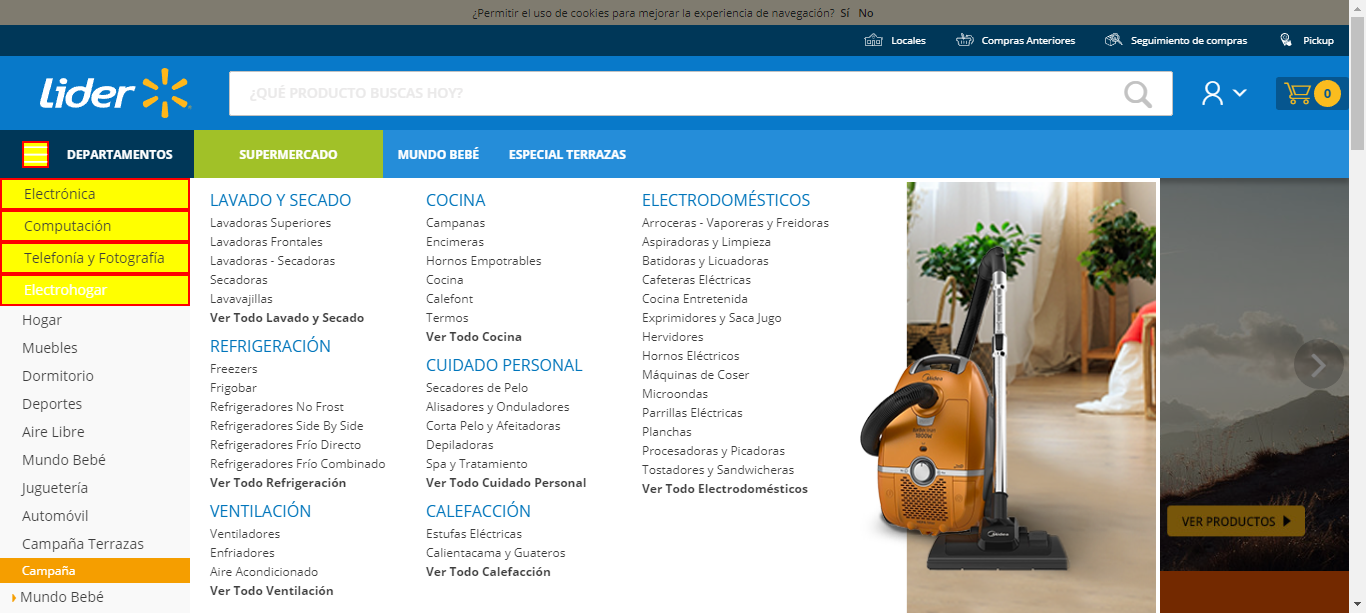 ¿Permitir el uso de cookies para mejorar la experiencia de navegación? Sí No
Locales Compras Anteriores Seguimiento de compras Pickup
Lider
¿QUÉ PRODUCTO BUSCAS HOY?
0
DEPARTAMENTOS SUPERMERCADO MUNDO BEBÉ ESPECIAL TERRAZAS
Electrónica
Computación
Telefonía y Fotografía
Electrohogar
Hogar
Muebles
Dormitorio
Deportes
Aire Libre
Mundo Bebé
Juguetería
Automóvil
Campaña Terrazas
Campaña
Mundo Bebé
LAVADO Y SECADO
Lavadoras Superiores
Lavadoras Frontales
Lavadoras - Secadoras
Secadoras
Lavavajillas
Ver Todo Lavado y Secado
REFRIGERACIÓN
Freezers
Frigobar
Refrigeradores No Frost
Refrigeradores Side By Side
Refrigeradores Frío Directo
Refrigeradores Frío Combinado
Ver Todo Refrigeración
VENTILACIÓN
Ventiladores
Enfriadores
Aire Acondicionado
Ver Todo Ventilación
COCINA
Campanas
Encimeras
Hornos Empotrables
Cocina
Calefont
Termos
Ver Todo Cocina
CUIDADO PERSONAL
Secadores de Pelo
Alisadores y Onduladores
Corta Pelo y Afeitadoras
Depiladoras
Spa y Tratamiento
Ver Todo Cuidado Personal
CALEFACCIÓN
Estufas Eléctricas
Calientacama y Guateros
Ver Todo Calefacción
ELECTRODOMÉSTICOS
Arroceras - Vaporeras y Freidoras
Aspiradoras y Limpieza
Batidoras y Licuadoras
Cafeteras Eléctricas
Cocina Entretenida
Exprimidores y Saca Jugo
Hervidores
Hornos Eléctricos
Máquinas de Coser
Microondas
Parrillas Eléctricas
Planchas
Procesadoras y Picadoras
Tostadores y Sandwicheras
Ver Todo Electrodomésticos
Midea
1600W
Midea
VER PRODUCTOS